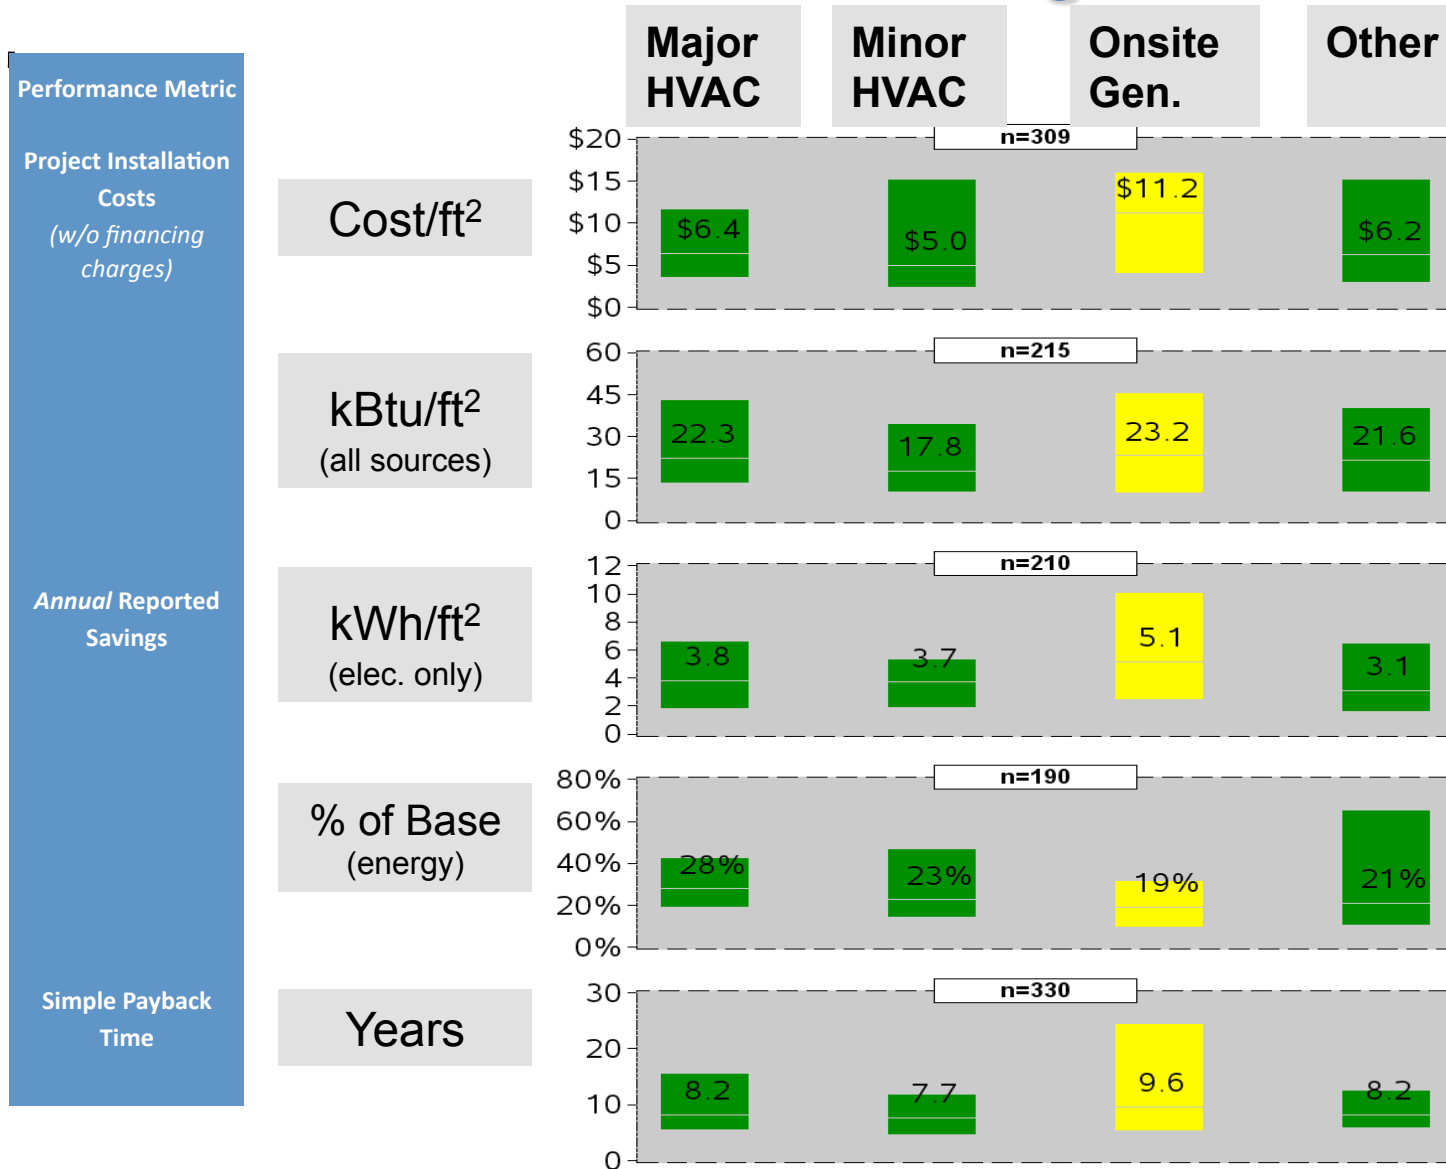 Major
HVAC
Minor
HVAC
Onsite
Gen.
Other
Performance Metric
Project Installation
Costs
(w/o financing
charges)
Cost/ft2
$20
$15
$10
$5
$0
n=309
$6.4
$5.0
$11.2
$6.2
Annual Reported
Savings
kBtu/ft2
(all sources)
60
45
30
15
0
n=215
22.3
17.8
23.2
21.6
kWh/ft2
(elec. only)
12
10
8
6
4
2
0
n=210
3.8
3.7
5.1
3.1
% of Base
(energy)
80%
60%
40%
20%
0%
n=190
28%
23%
19%
21%
Simple Payback
Time
Years
30
20
10
0
n=330
8.2
7.7
9.6
8.2